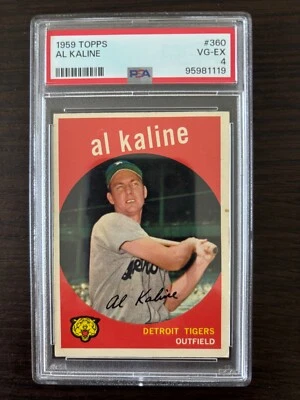 1959 TOPPS
AL KALINE
#360
VG-EX
4
PSA
95981119
al kaline
Al Kaline
DETROIT TIGERS
OUTFIELD